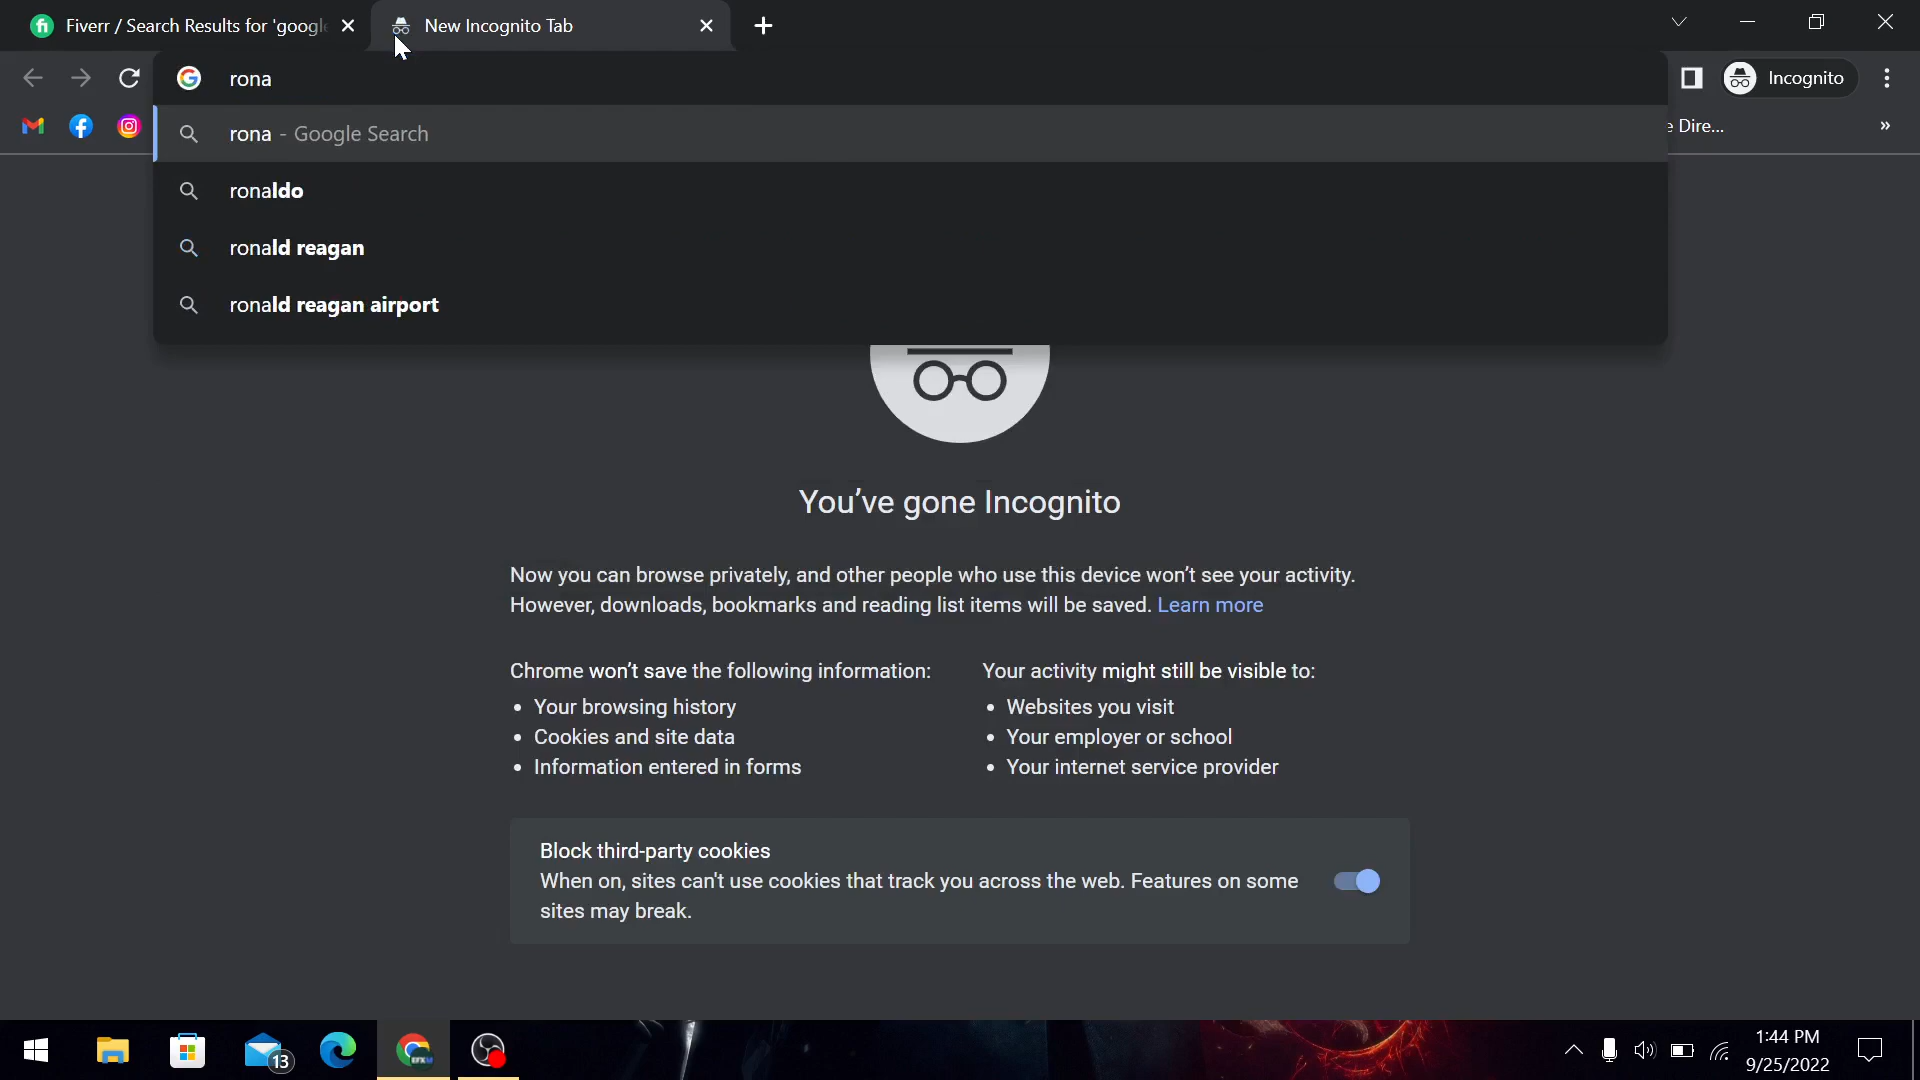 Fiverr / Search Results for 'googl
New Incognito Tab
rona
Incognito
rona - Google Search
e Dire...
ronaldo
ronald reagan
ronald reagan airport
You've gone Incognito
Now you can browse privately, and other people who use this device won't see your activity.
However, downloads, bookmarks and reading list items will be saved. Learn more
Chrome won't save the following information:
Your browsing history
Cookies and site data
Information entered in forms
Your activity might still be visible to:
Websites you visit
Your employer or school
Your internet service provider
Block third-party cookies
When on, sites can't use cookies that track you across the web. Features on some
sites may break.
13
1:44 PM
9/25/2022